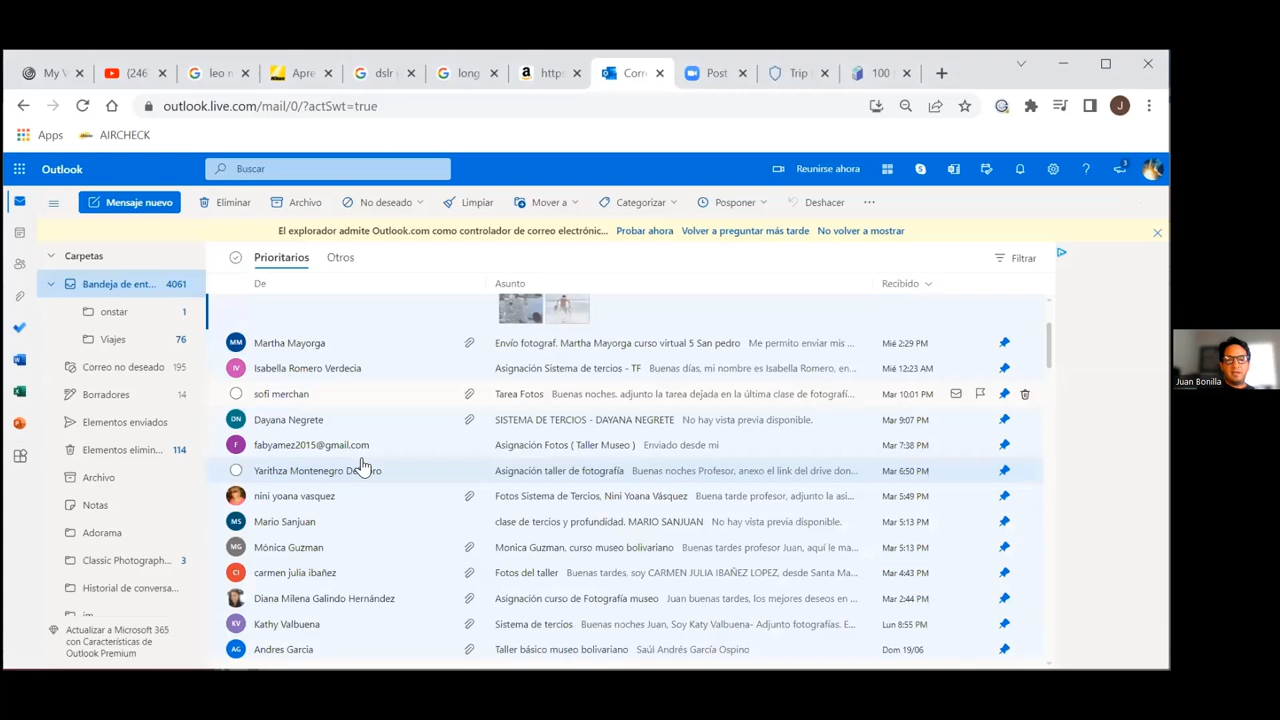 My V
(246
leo n
Apre
dslr
long
http
Corr
Post
Trip
100
outlook.live.com/mail/0/?actSwt=true
J
Apps
AIRCHECK
Outlook
Buscar
Reunirse ahora
3
Mensaje nuevo
Eliminar
Archivo
No deseado
Limpiar
Mover a
Categorizar
Posponer
Deshacer
El explorador admite Outlook.com como controlador de correo electrónic...
Probar ahora
Volver a preguntar más tarde
No volver a mostrar
Carpetas
Prioritarios
Otros
Filtrar
Bandeja de ent... 4061
De
Asunto
Recibido
onstar 1
Viajes 76
Correo no deseado 195
Borradores 14
Elementos enviados
Elementos elimin... 114
Archivo
Notas
Adorama
Classic Photograph... 3
Historial de conversa...
im
Actualizar a Microsoft 365
con Características de
Outlook Premium
MM Martha Mayorga Envío fotograf. Martha Mayorga curso virtual 5 San pedro Me permito enviar mis ... Mié 2:29 PM
IV Isabella Romero Verdecia Asignación Sistema de tercios - TF Buenos días, mi nombre es Isabella Romero, en... Mié 12:23 AM
sofi merchan Tarea Fotos Buenas noches. adjunto la tarea dejada en la última clase de fotografí... Mar 10:01 PM
DN Dayana Negrete SISTEMA DE TERCIOS - DAYANA NEGRETE No hay vista previa disponible. Mar 9:07 PM
F fabyamez2015@gmail.com Asignación Fotos ( Taller Museo ) Enviado desde mi Mar 7:38 PM
Yarithza Montenegro Asignación taller de fotografía Buenas noches Profesor, anexo el link del drive don... Mar 6:50 PM
nini yoana vasquez Fotos Sistema de Tercios, Nini Yoana Vásquez Buena tarde profesor, adjunto la asi... Mar 5:49 PM
MS Mario Sanjuan clase de tercios y profundidad. MARIO SANJUAN No hay vista previa disponible. Mar 5:13 PM
MG Mónica Guzman Monica Guzman, curso museo bolivariano Buenas tardes profesor Juan, aquí le ma... Mar 5:13 PM
CI carmen julia ibañez Fotos del taller Buenas tardes, soy CARMEN JULIA IBAÑEZ LOPEZ, desde Santa Ma... Mar 4:43 PM
Diana Milena Galindo Hernández Asignación curso de Fotografía museo Juan buenas tardes, los mejores deseos en ... Mar 2:44 PM
KV Kathy Valbuena Sistema de tercios Buenas noches Juan, Soy Katy Valbuena- Adjunto fotografías. E... Lun 8:55 PM
AG Andres Garcia Taller básico museo bolivariano Saúl Andrés García Ospino Dom 19/06
Juan Bonilla